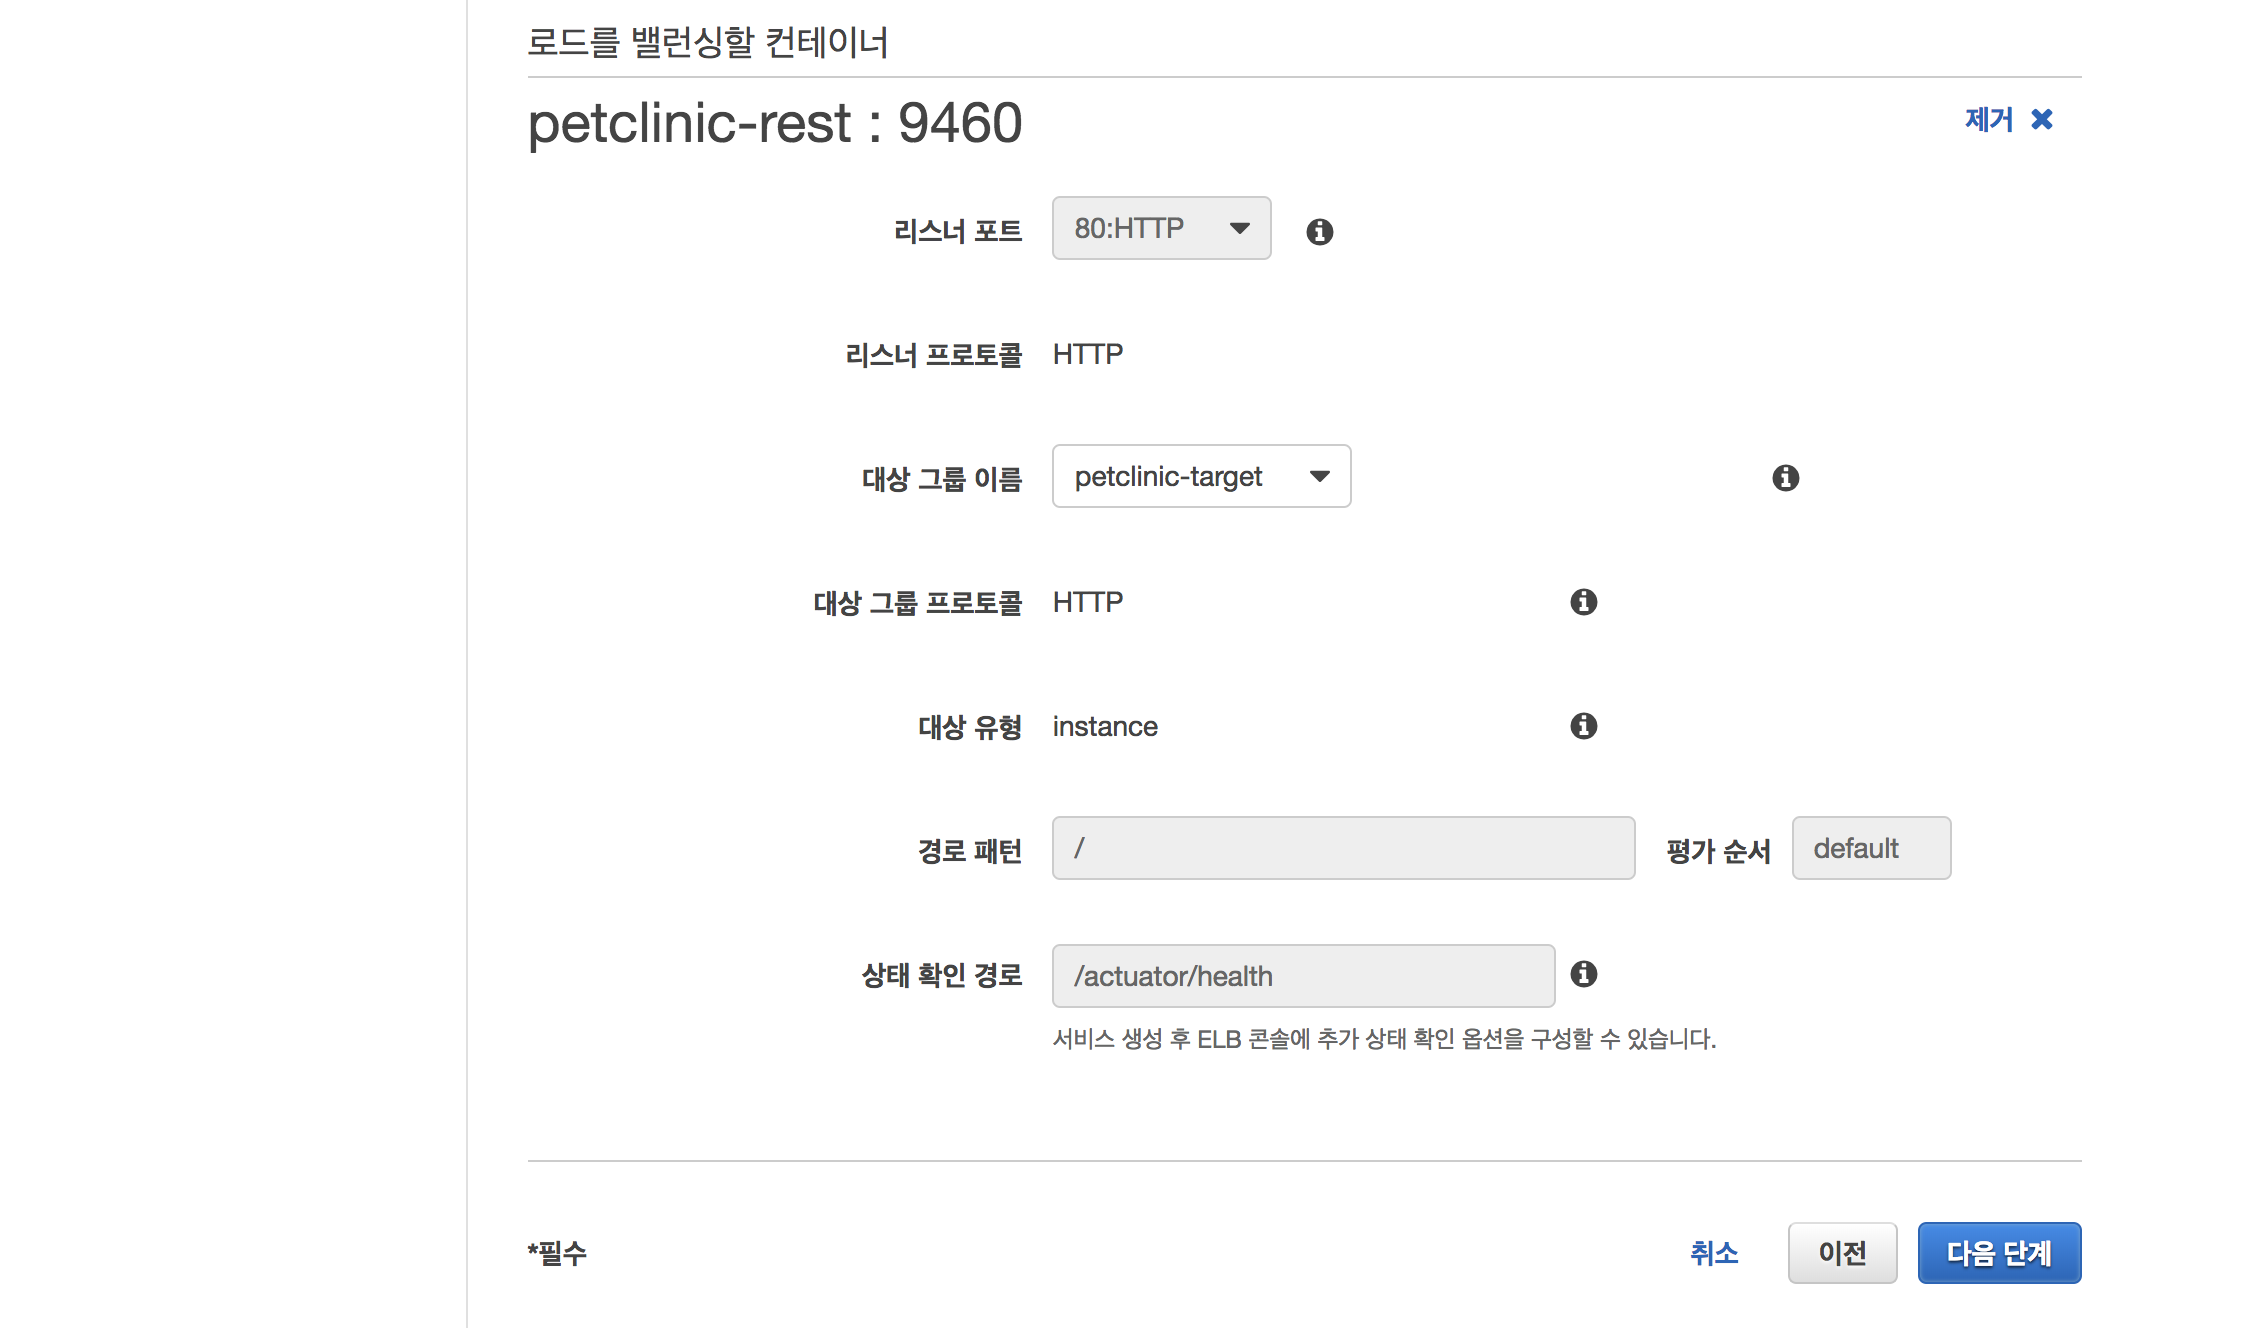 로드를 밸런싱할 컨테이너
petclinic-rest : 9460
제거
리스너 포트 80:HTTP
리스너 프로토콜 HTTP
대상 그룹 이름 petclinic-target
대상 그룹 프로토콜 HTTP
대상 유형 instance
경로 패턴 / 평가 순서 default
상태 확인 경로 /actuator/health
서비스 생성 후 ELB 콘솔에 추가 상태 확인 옵션을 구성할 수 있습니다.
*필수 취소 이전 다음 단계